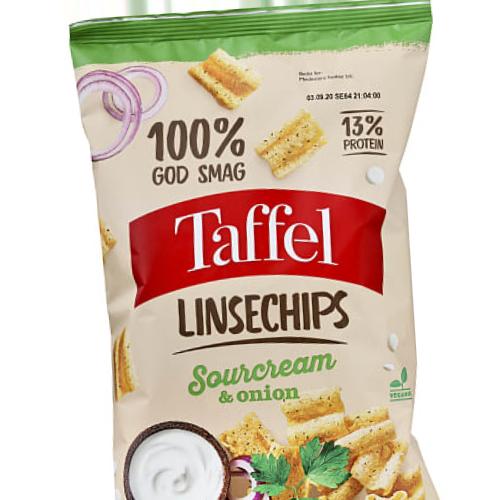 03.09.20 SE64 21:04:00
100%
GOD SMAG
13%
PROTEIN
Taffel
LINSECHIPS
Sourcream
& onion